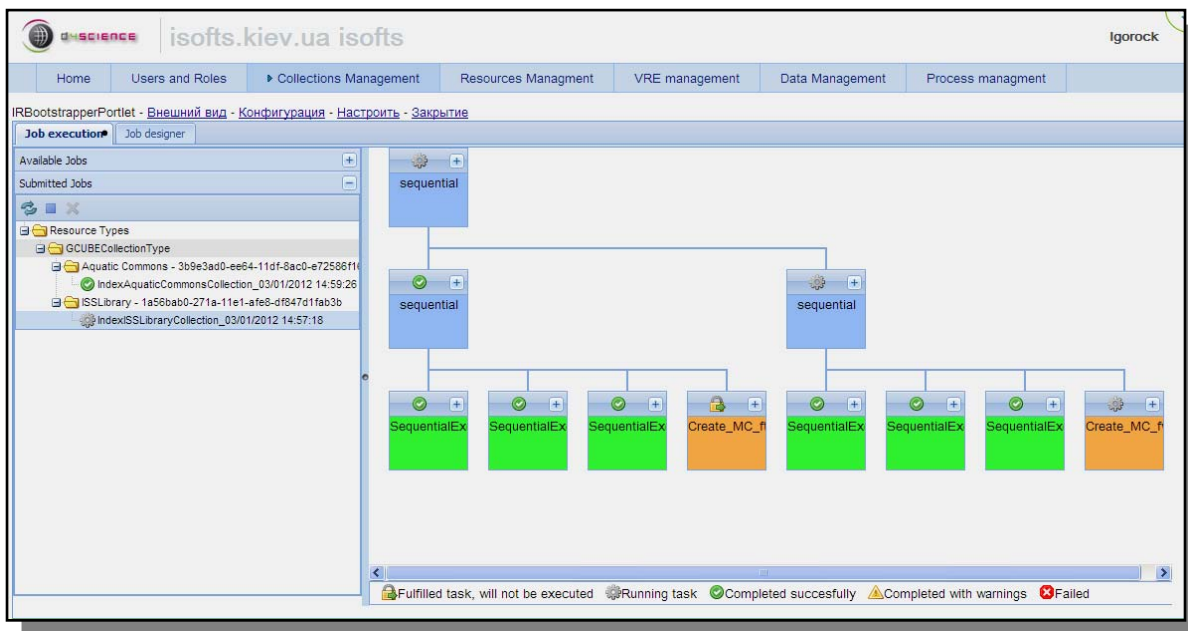 d4science isofts.kiev.ua isofts Igorock
Home Users and Roles Collections Management Resources Managment VRE management Data Management Process managment
IRBootstrapperPortlet - Внешний вид - Конфигурация - Настроить - Закрытие
Job execution Job designer
Available Jobs
Submitted Jobs
Resource Types
GCUBECollectionType
Aquatic Commons - 3b9e3ad0-ee64-11df-8ac0-e72586f1
IndexAquaticCommonsCollection_03/01/2012 14:59:26
ISSLibrary - 1a56bab0-271a-11e1-afe8-df847d1fab3b
IndexISSLibraryCollection_03/01/2012 14:57:18
sequential
sequential sequential
SequentialEx SequentialEx SequentialEx Create_MC_f SequentialEx SequentialEx SequentialEx Create_MC_f
Fulfilled task, will not be executed Running task Completed succesfully Completed with warnings Failed